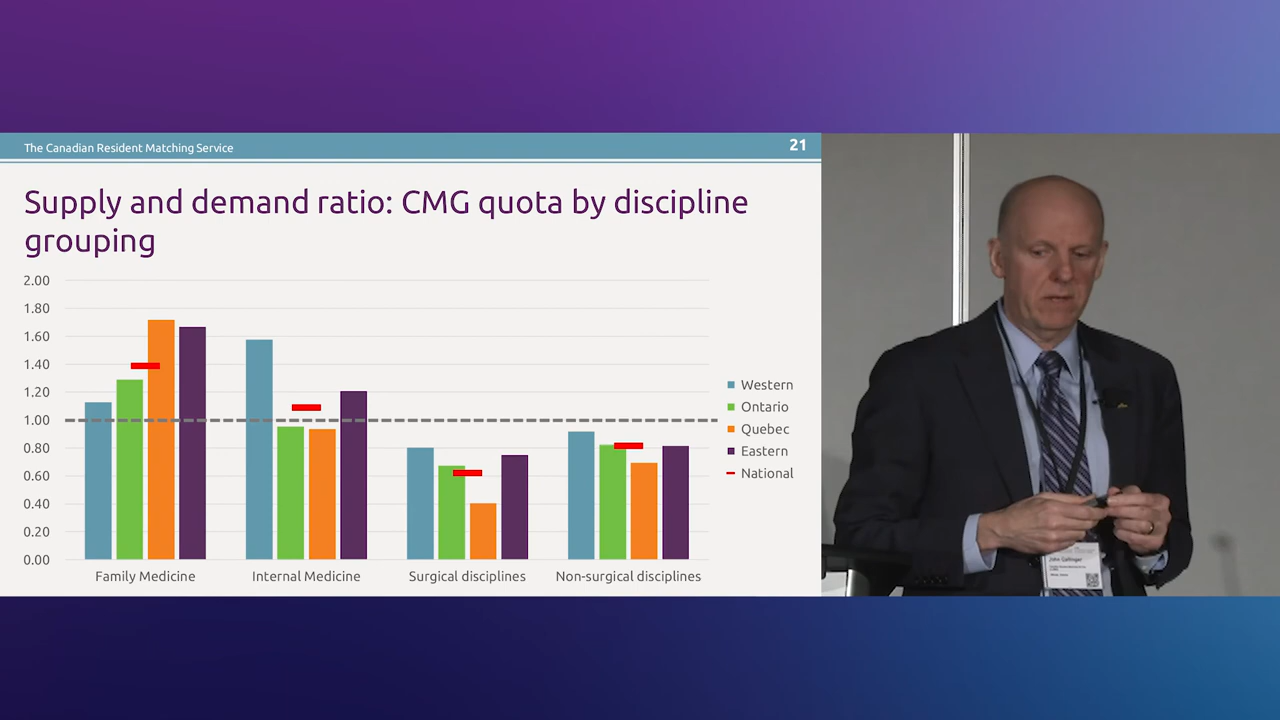 The Canadian Resident Matching Service
21
Supply and demand ratio: CMG quota by discipline
grouping
2.00
1.80
1.60
1.40
1.20
1.00
0.80
0.60
0.40
0.20
0.00
Family Medicine
Internal Medicine
Surgical disciplines
Non-surgical disciplines
Western
Ontario
Quebec
Eastern
National
John Gallinger